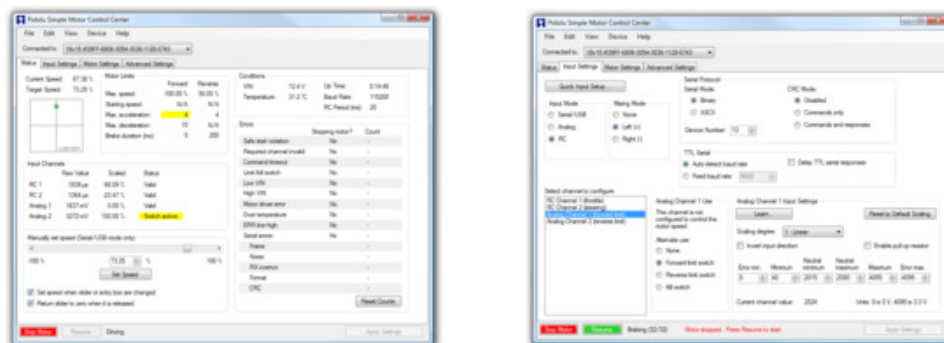 Pololu Simple Motor Control Center
File Edit View Device Help
Connected to:
Status Input Settings Motor Settings Advanced Settings
Current Speed: 67.38 %
Target Speed: 73.25 %
Motor Limits
Forward Reverse
Max. speed: 100.00 % 50.00 %
Starting speed: N/A N/A
Max. acceleration: 4 4
Max. deceleration: 10 N/A
Brake duration (ms): 0 200
Input Channels
Raw Value Scaled Status
RC 1 Valid
RC 2 Valid
Analog 1 1637 mV 0.00 % Valid
Analog 2 3273 mV 100.00 % Switch active
Manually set speed (Serial/USB mode only)
100 % 73.25 % 100 %
Set Speed
Set speed when slider or entry box are changed
Return slider to zero when it is released
Conditions
VIN: 12.4 V Up Time: 0:14:46
Temperature: 31.2 °C Baud Rate: 115200
RC Period (ms): 20
Errors
Stopping motor? Count
Safe start violation: No -
Required channel invalid: No -
Command timeout: No -
Limit/kill switch: No -
Low VIN: No -
High VIN: No -
Motor driver error: No -
Over temperature: No -
ERR line high: No -
Serial errors: No -
Frame -
Noise -
RX overrun -
Format -
CRC -
Reset Counts
Stop Motor Resume Driving Apply Settings
Pololu Simple Motor Control Center
File Edit View Device Help
Connected to:
Status Input Settings Motor Settings Advanced Settings
Quick Input Setup...
Input Mode
Serial/USB
Analog
RC
Mixing Mode
None
Left (+)
Right (-)
Serial Protocol
Serial Mode:
Binary
ASCII
CRC Mode:
Disabled
Commands only
Commands and responses
Device Number: 13
TTL Serial
Auto-detect baud rate
Fixed baud rate: 9600
Delay TTL serial responses
Select channel to configure:
RC Channel 1 (throttle)
RC Channel 2 (steering)
Analog Channel 1 (forward limit)
Analog Channel 2 (reverse limit)
Analog Channel 1 Use
This channel is not
configured to control the
motor speed.
Alternate use:
None
Forward limit switch
Reverse limit switch
Kill switch
Analog Channel 1 Input Settings
Learn... Reset to Default Scaling
Scaling degree: 1 - Linear
Invert input direction Enable pull-up resistor
Error min. Minimum Neutral minimum Neutral maximum Maximum Error max.
0 40 2015 2080 4095 4095
Current channel value: 2024 Units: 0 is 0 V, 4095 is 3.3 V
Stop Motor Resume Braking (32/32) Motor stopped. Press Resume to start. Apply Settings